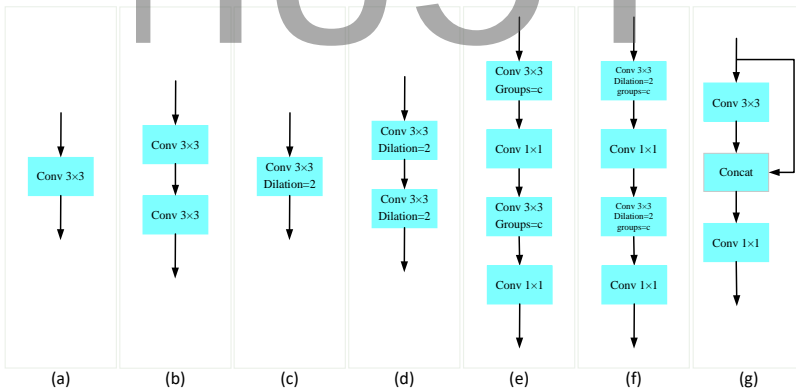 Conv 3×3
(a)
Conv 3×3
Conv 3×3
(b)
Conv 3×3
Dilation=2
(c)
Conv 3×3
Dilation=2
Conv 3×3
Dilation=2
(d)
Conv 3×3
Groups=c
Conv 1×1
Conv 3×3
Groups=c
Conv 1×1
(e)
Conv 3×3
Dilation=2
groups=c
Conv 1×1
Conv 3×3
Dilation=2
groups=c
Conv 1×1
(f)
Conv 3×3
Concat
Conv 1×1
(g)